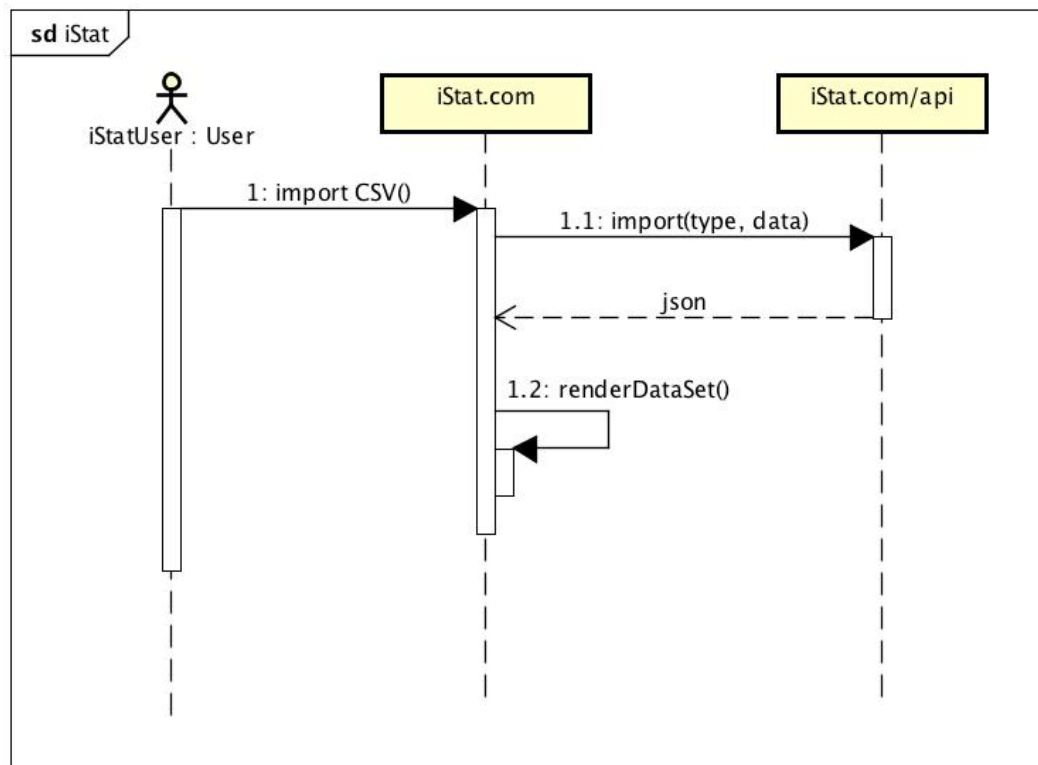 sd iStat
iStatUser : User
iStat.com
iStat.com/api
1: import CSV()
1.1: import(type, data)
json
1.2: renderDataSet()